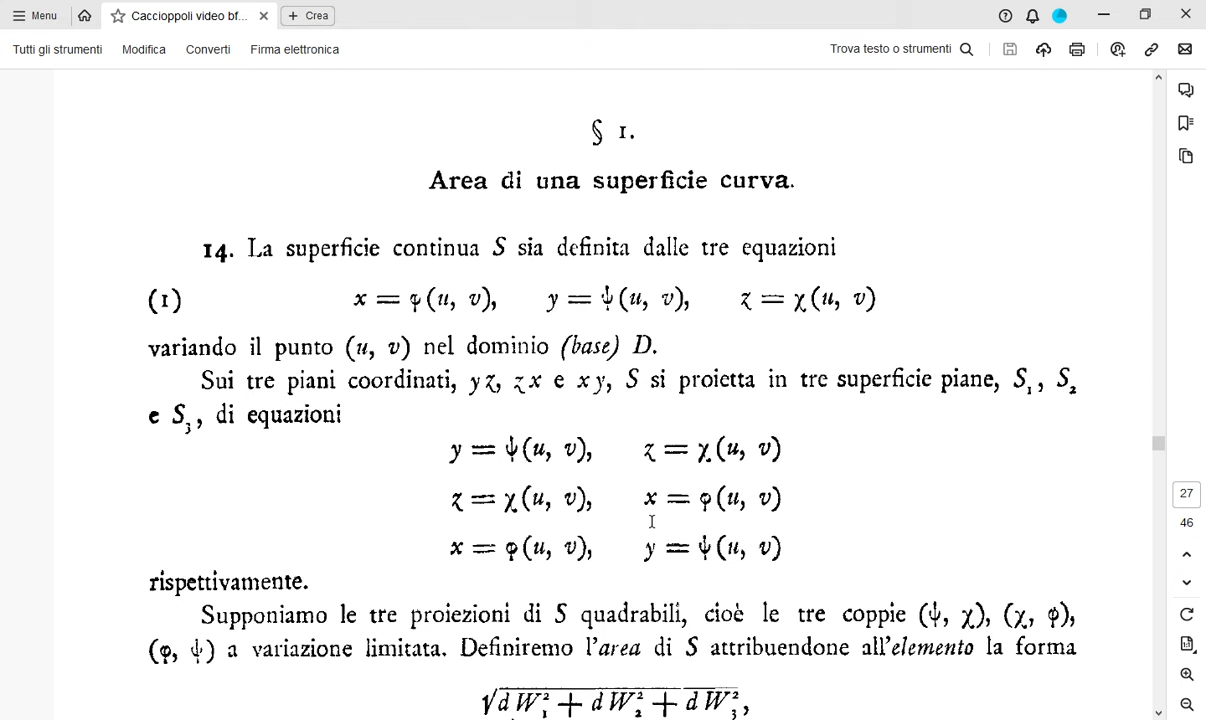 Menu
Caccioppoli video bf...
Crea
Tutti gli strumenti Modifica Converti Firma elettronica Trova testo o strumenti
§ 1.
Area di una superficie curva.
14. La superficie continua S sia definita dalle tre equazioni
(1) x = φ(u, v), y = ψ(u, v), z = χ(u, v)
variando il punto (u, v) nel dominio (base) D.
Sui tre piani coordinati, yz, zx e xy, S si proietta in tre superficie piane, S₁, S₂
e S₃, di equazioni
y = ψ(u, v), z = χ(u, v)
z = χ(u, v), x = φ(u, v)
x = φ(u, v), y = ψ(u, v)
rispettivamente.
Supponiamo le tre proiezioni di S quadrabili, cioè le tre coppie (ψ, χ), (χ, φ),
(φ, ψ) a variazione limitata. Definiremo l'area di S attribuendone all'elemento la forma
√dW₁² + dW₂² + dW₃²,
27
46